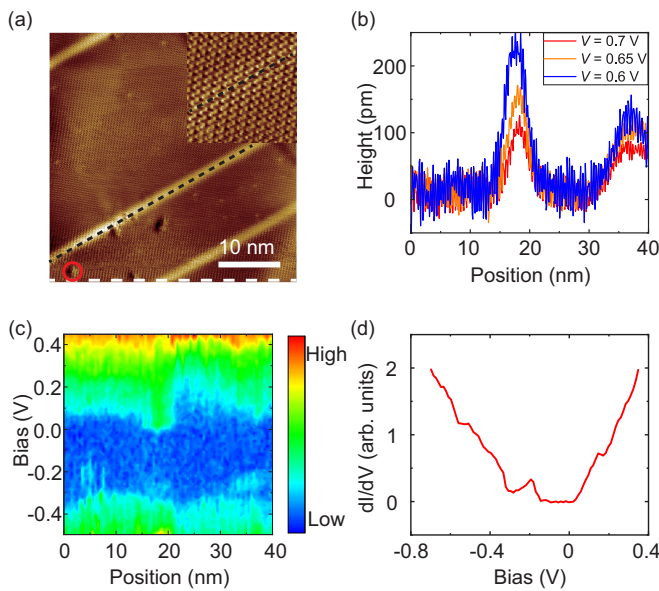 (a)
10 nm
(b)
V = 0.7 V
V = 0.65 V
V = 0.6 V
200
100
0
Height (pm)
0 10 20 30 40
Position (nm)
(c)
0.4
0.2
0.0
-0.2
-0.4
Bias (V)
0 10 20 30 40
Position (nm)
High
Low
(d)
2
1
0
dI/dV (arb. units)
-0.8 -0.4 0 0.4
Bias (V)